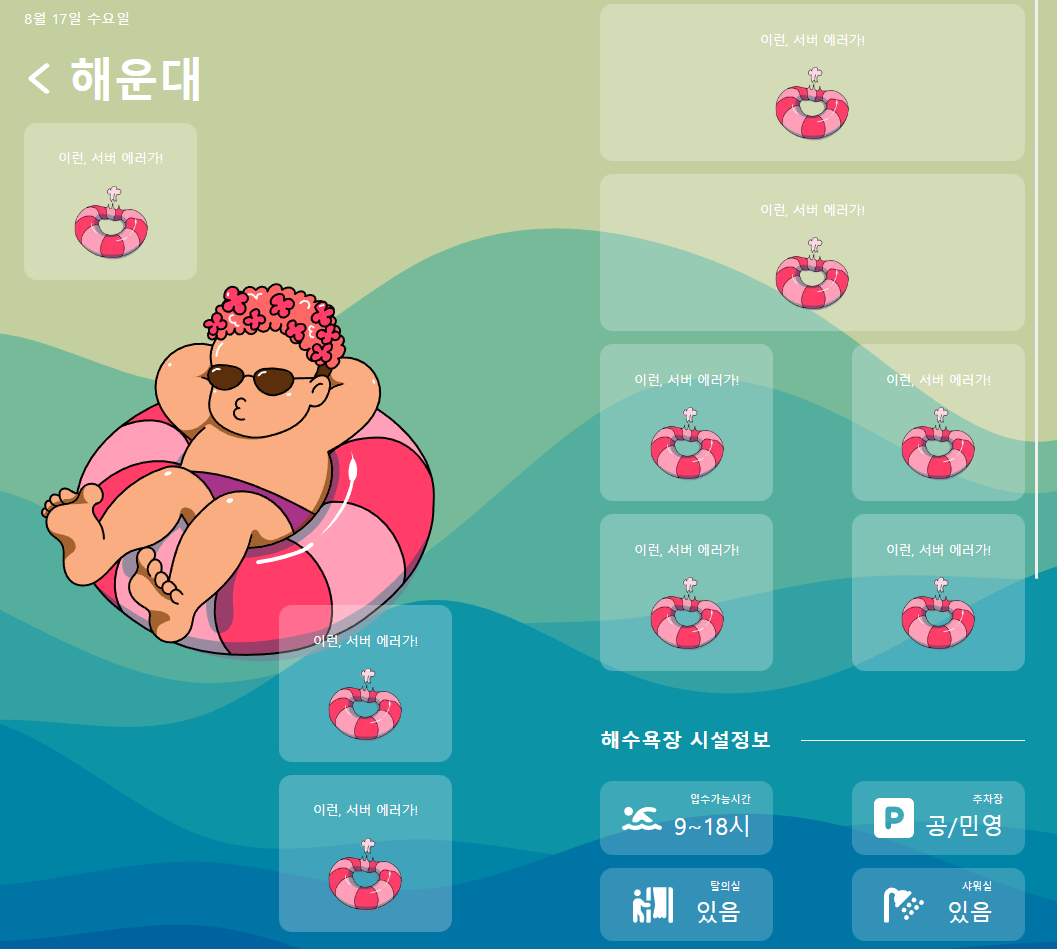 8월 17일 수요일
해운대
이런, 서버 에러가!
이런, 서버 에러가!
이런, 서버 에러가!
이런, 서버 에러가!
이런, 서버 에러가!
이런, 서버 에러가! 이런, 서버 에러가!
이런, 서버 에러가! 이런, 서버 에러가!
해수욕장 시설정보
입수가능시간
9~18시
주차장
공/민영
탈의실
있음
샤워실
있음